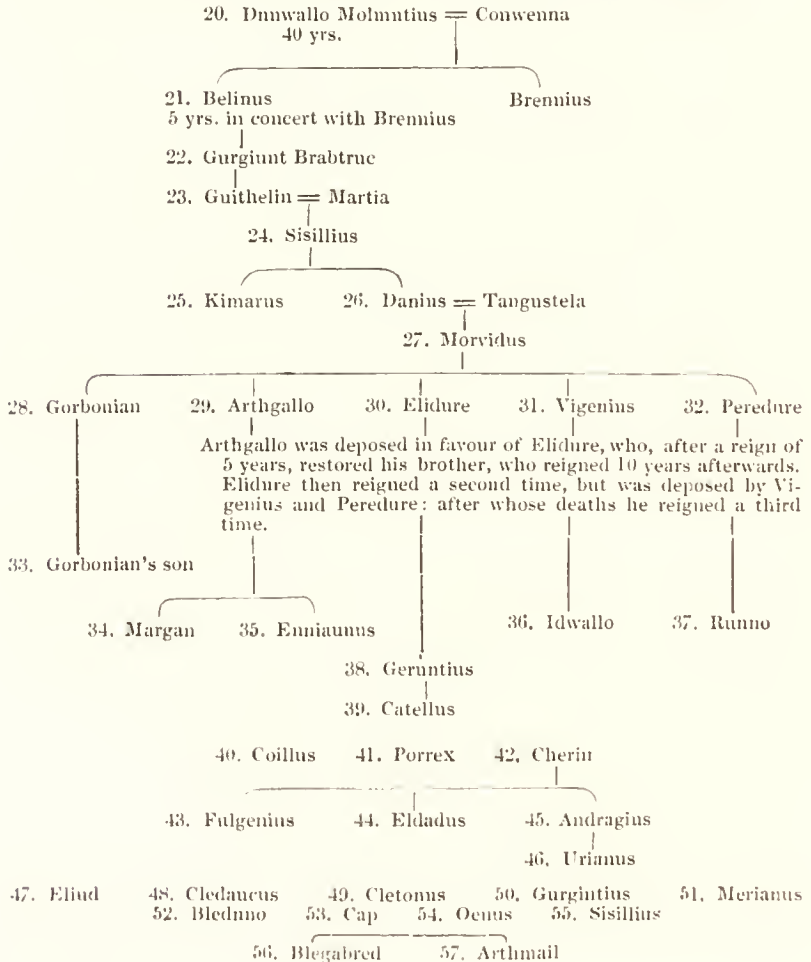 20. Dunwallo Molmutius = Conwenna
40 yrs.
21. Belinus Brennius
5 yrs. in concert with Brennius
22. Gurgiunt Brabtruc
23. Guithelin = Martia
24. Sisillius
25. Kimarus 26. Danius = Tangustela
27. Morvidus
28. Gorbonian 29. Arthgallo 30. Elidure 31. Vigenius 32. Peredure
Arthgallo was deposed in favour of Elidure, who, after a reign of
5 years, restored his brother, who reigned 10 years afterwards.
Elidure then reigned a second time, but was deposed by Vi-
genius and Peredure: after whose deaths he reigned a third
time.
33. Gorbonian's son
34. Margan 35. Enniaunus 36. Idwallo 37. Runno
38. Geruntius
39. Catellus
40. Coillus 41. Porrex 42. Cherin
43. Fulgenius 44. Eldadus 45. Andragius
46. Urianus
47. Eliud 48. Cledaucus 49. Cletonus 50. Gurgintius 51. Merianus
52. Bleduno 53. Cap 54. Oenus 55. Sisillius
56. Blegabred 57. Arthmail